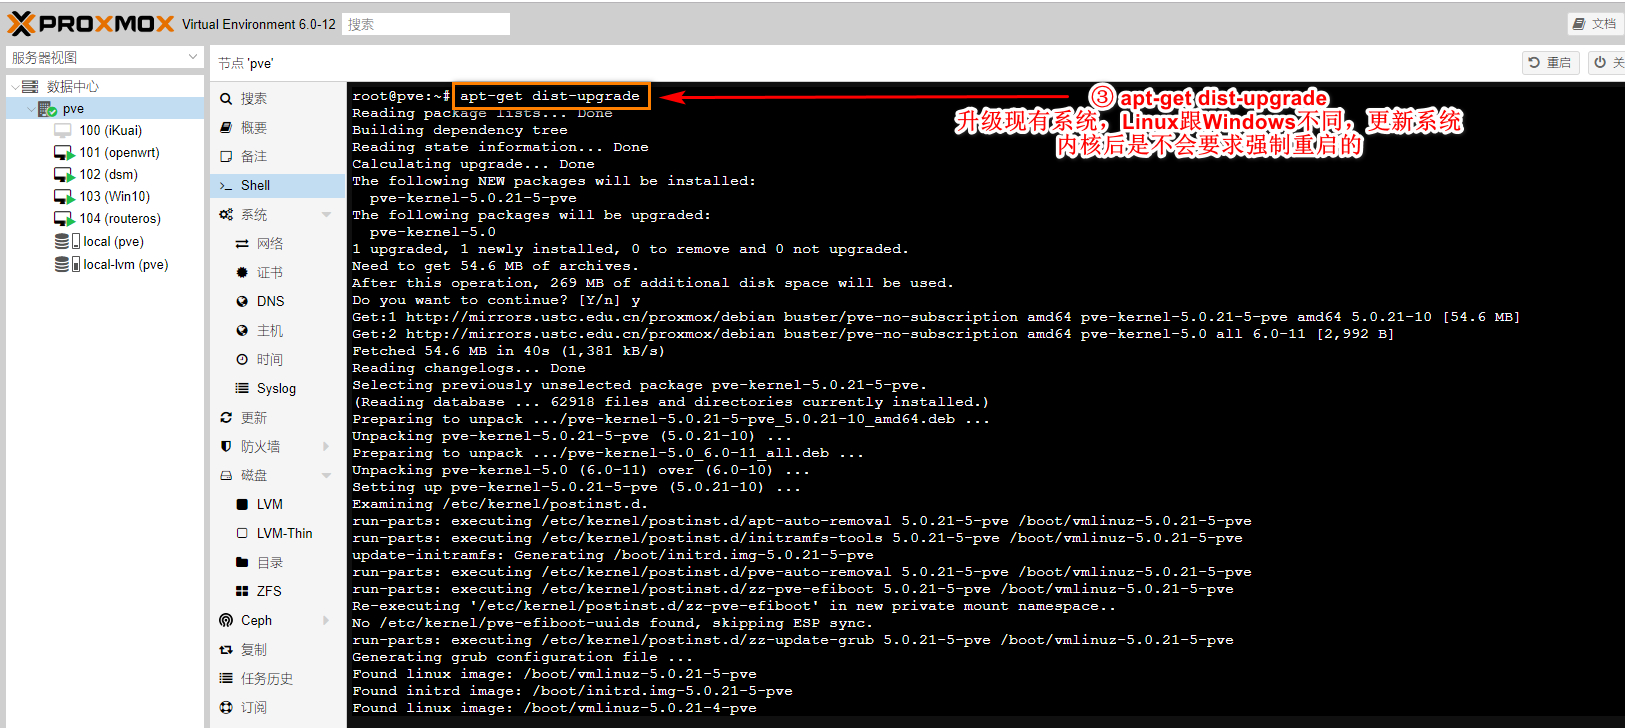 PROXMOX Virtual Environment 6.0-12 搜索 文档
服务器视图
节点 'pve' 重启 关
数据中心
pve
100 (iKuai)
101 (openwrt)
102 (dsm)
103 (Win10)
104 (routeros)
local (pve)
local-lvm (pve)
搜索
概要
备注
>_ Shell
系统
网络
证书
DNS
主机
时间
Syslog
更新
防火墙
磁盘
LVM
LVM-Thin
目录
ZFS
Ceph
复制
任务历史
订阅
root@pve:~# apt-get dist-upgrade
Reading package lists... Done
Building dependency tree
Reading state information... Done
Calculating upgrade... Done
The following NEW packages will be installed:
pve-kernel-5.0.21-5-pve
The following packages will be upgraded:
pve-kernel-5.0
1 upgraded, 1 newly installed, 0 to remove and 0 not upgraded.
Need to get 54.6 MB of archives.
After this operation, 269 MB of additional disk space will be used.
Do you want to continue? [Y/n] y
Get:1 http://mirrors.ustc.edu.cn/proxmox/debian buster/pve-no-subscription amd64 pve-kernel-5.0.21-5-pve amd64 5.0.21-10 [54.6 MB]
Get:2 http://mirrors.ustc.edu.cn/proxmox/debian buster/pve-no-subscription amd64 pve-kernel-5.0 all 6.0-11 [2,992 B]
Fetched 54.6 MB in 40s (1,381 kB/s)
Reading changelogs... Done
Selecting previously unselected package pve-kernel-5.0.21-5-pve.
(Reading database ... 62918 files and directories currently installed.)
Preparing to unpack .../pve-kernel-5.0.21-5-pve_5.0.21-10_amd64.deb ...
Unpacking pve-kernel-5.0.21-5-pve (5.0.21-10) ...
Preparing to unpack .../pve-kernel-5.0_6.0-11_all.deb ...
Unpacking pve-kernel-5.0 (6.0-11) over (6.0-10) ...
Setting up pve-kernel-5.0.21-5-pve (5.0.21-10) ...
Examining /etc/kernel/postinst.d.
run-parts: executing /etc/kernel/postinst.d/apt-auto-removal 5.0.21-5-pve /boot/vmlinuz-5.0.21-5-pve
run-parts: executing /etc/kernel/postinst.d/initramfs-tools 5.0.21-5-pve /boot/vmlinuz-5.0.21-5-pve
update-initramfs: Generating /boot/initrd.img-5.0.21-5-pve
run-parts: executing /etc/kernel/postinst.d/pve-auto-removal 5.0.21-5-pve /boot/vmlinuz-5.0.21-5-pve
run-parts: executing /etc/kernel/postinst.d/zz-pve-efiboot 5.0.21-5-pve /boot/vmlinuz-5.0.21-5-pve
Re-executing '/etc/kernel/postinst.d/zz-pve-efiboot' in new private mount namespace..
No /etc/kernel/pve-efiboot-uuids found, skipping ESP sync.
run-parts: executing /etc/kernel/postinst.d/zz-update-grub 5.0.21-5-pve /boot/vmlinuz-5.0.21-5-pve
Generating grub configuration file ...
Found linux image: /boot/vmlinuz-5.0.21-5-pve
Found initrd image: /boot/initrd.img-5.0.21-5-pve
Found linux image: /boot/vmlinuz-5.0.21-4-pve
③ apt-get dist-upgrade
升级现有系统，Linux跟Windows不同，更新系统
内核后是不会要求强制重启的